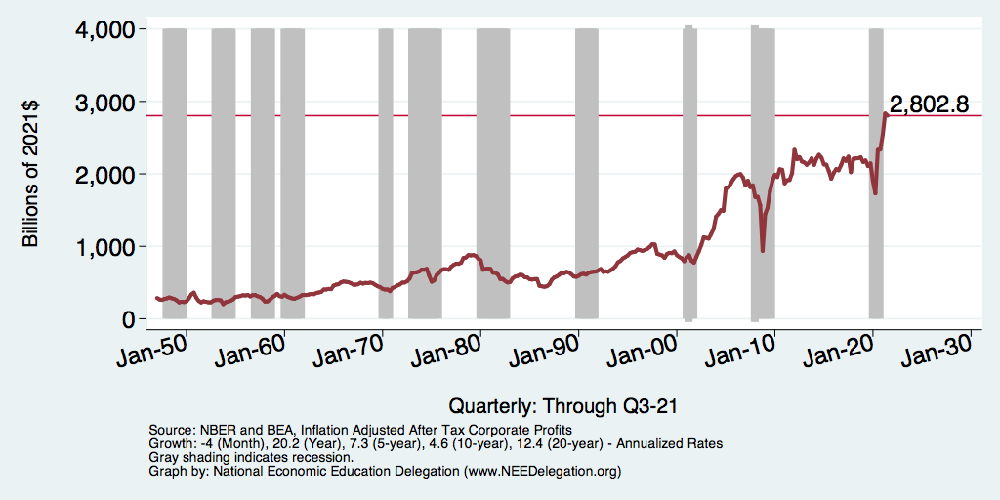 4,000
3,000
2,802.8
2,000
1,000
0
Billions of 2021$
Jan-50 Jan-60 Jan-70 Jan-80 Jan-90 Jan-00 Jan-10 Jan-20 Jan-30
Quarterly: Through Q3-21
Source: NBER and BEA, Inflation Adjusted After Tax Corporate Profits
Growth: -4 (Month), 20.2 (Year), 7.3 (5-year), 4.6 (10-year), 12.4 (20-year) - Annualized Rates
Gray shading indicates recession.
Graph by: National Economic Education Delegation (www.NEEDelegation.org)